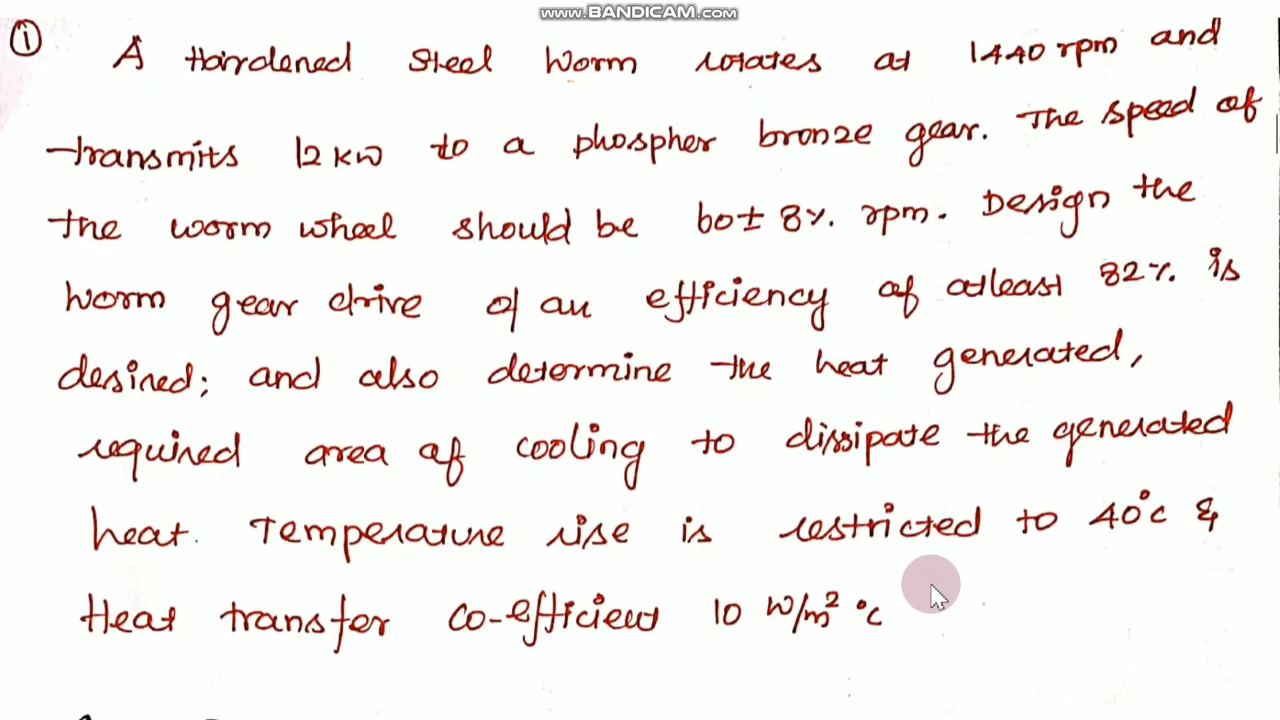 www.BANDICAM.com
① A Hardened Steel Worm rotates at 1440 rpm and
transmits 12 kW to a phospher bronze gear. The speed of
the worm wheel should be 60± 8%. rpm. Design the
worm gear drive of an efficiency of atleast 82%. is
desired; and also determine the heat generated,
required area of cooling to dissipate the generated
heat. Temperature rise is restricted to 40°c &
Heat transfer co-efficient 10 W/m² °c